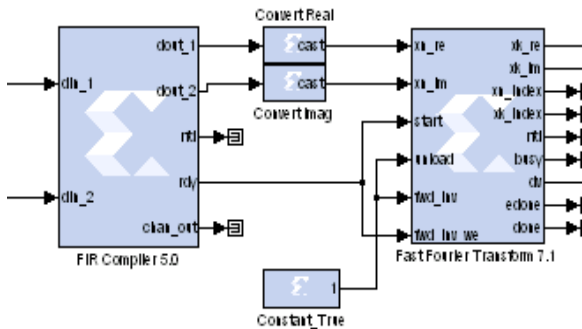 Convert Real
dout_1
cast
xn_re
xk_re
xk_im
din_1
dout_2
cast
xn_im
xn_index
Convert Imag
xk_index
start
rfd
rfd
unload
busy
rdy
dv
din_2
fwd_inv
edone
chan_out
fwd_inv_we
done
FIR Compiler 5.0
Fast Fourier Transform 7.1
1
Constant_True